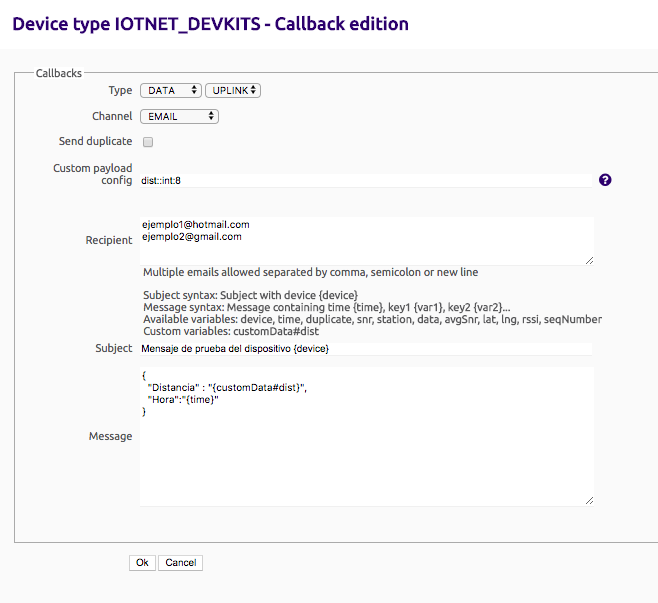 Device type IOTNET_DEVKITS - Callback edition
Callbacks
Type DATA UPLINK
Channel EMAIL
Send duplicate
Custom payload
config dist::int:8 ?
Recipient ejemplo1@hotmail.com
ejemplo2@gmail.com
Multiple emails allowed separated by comma, semicolon or new line
Subject syntax: Subject with device {device}
Message syntax: Message containing time {time}, key1 {var1}, key2 {var2}...
Available variables: device, time, duplicate, snr, station, data, avgSnr, lat, lng, rssi, seqNumber
Custom variables: customData#dist
Subject Mensaje de prueba del dispositivo {device}
Message {
"Distancia" : "{customData#dist}",
"Hora":"{time}"
}
Ok Cancel